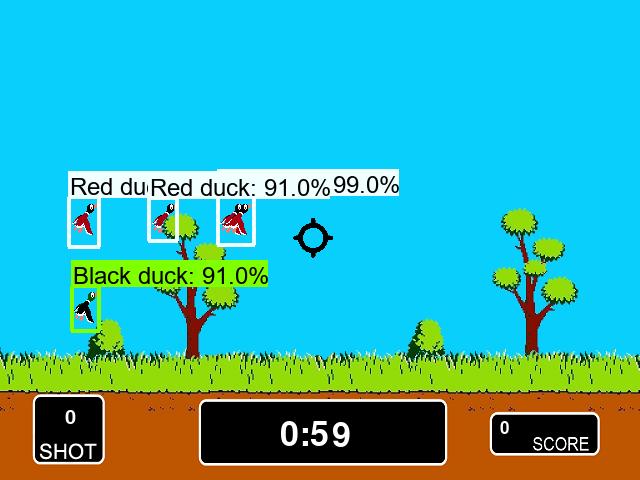 Red du
Red duck: 91.0%
99.0%
Black duck: 91.0%
0
SHOT
0:59
0
SCORE